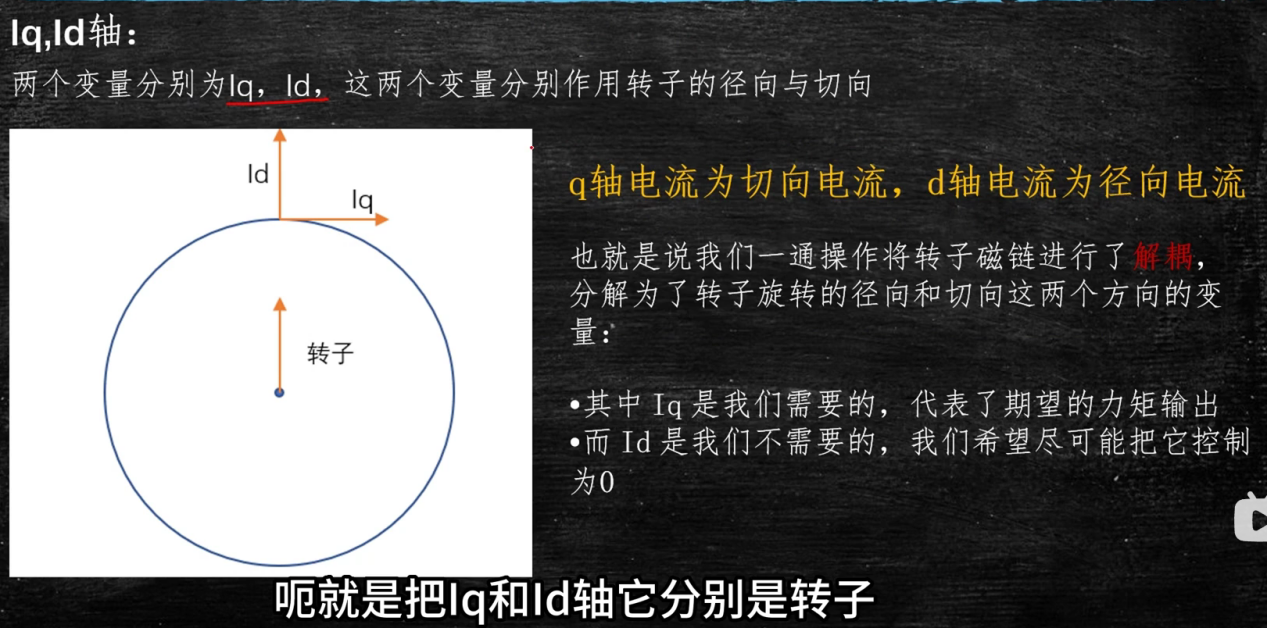 Iq,Id轴：
两个变量分别为Iq，Id，这两个变量分别作用转子的径向与切向
Id
Iq
转子
q轴电流为切向电流，d轴电流为径向电流
也就是说我们一通操作将转子磁链进行了解耦，
分解为了转子旋转的径向和切向这两个方向的变
量：
•其中 Iq 是我们需要的，代表了期望的力矩输出
•而 Id 是我们不需要的，我们希望尽可能把它控制
为0
呃就是把Iq和Id轴它分别是转子